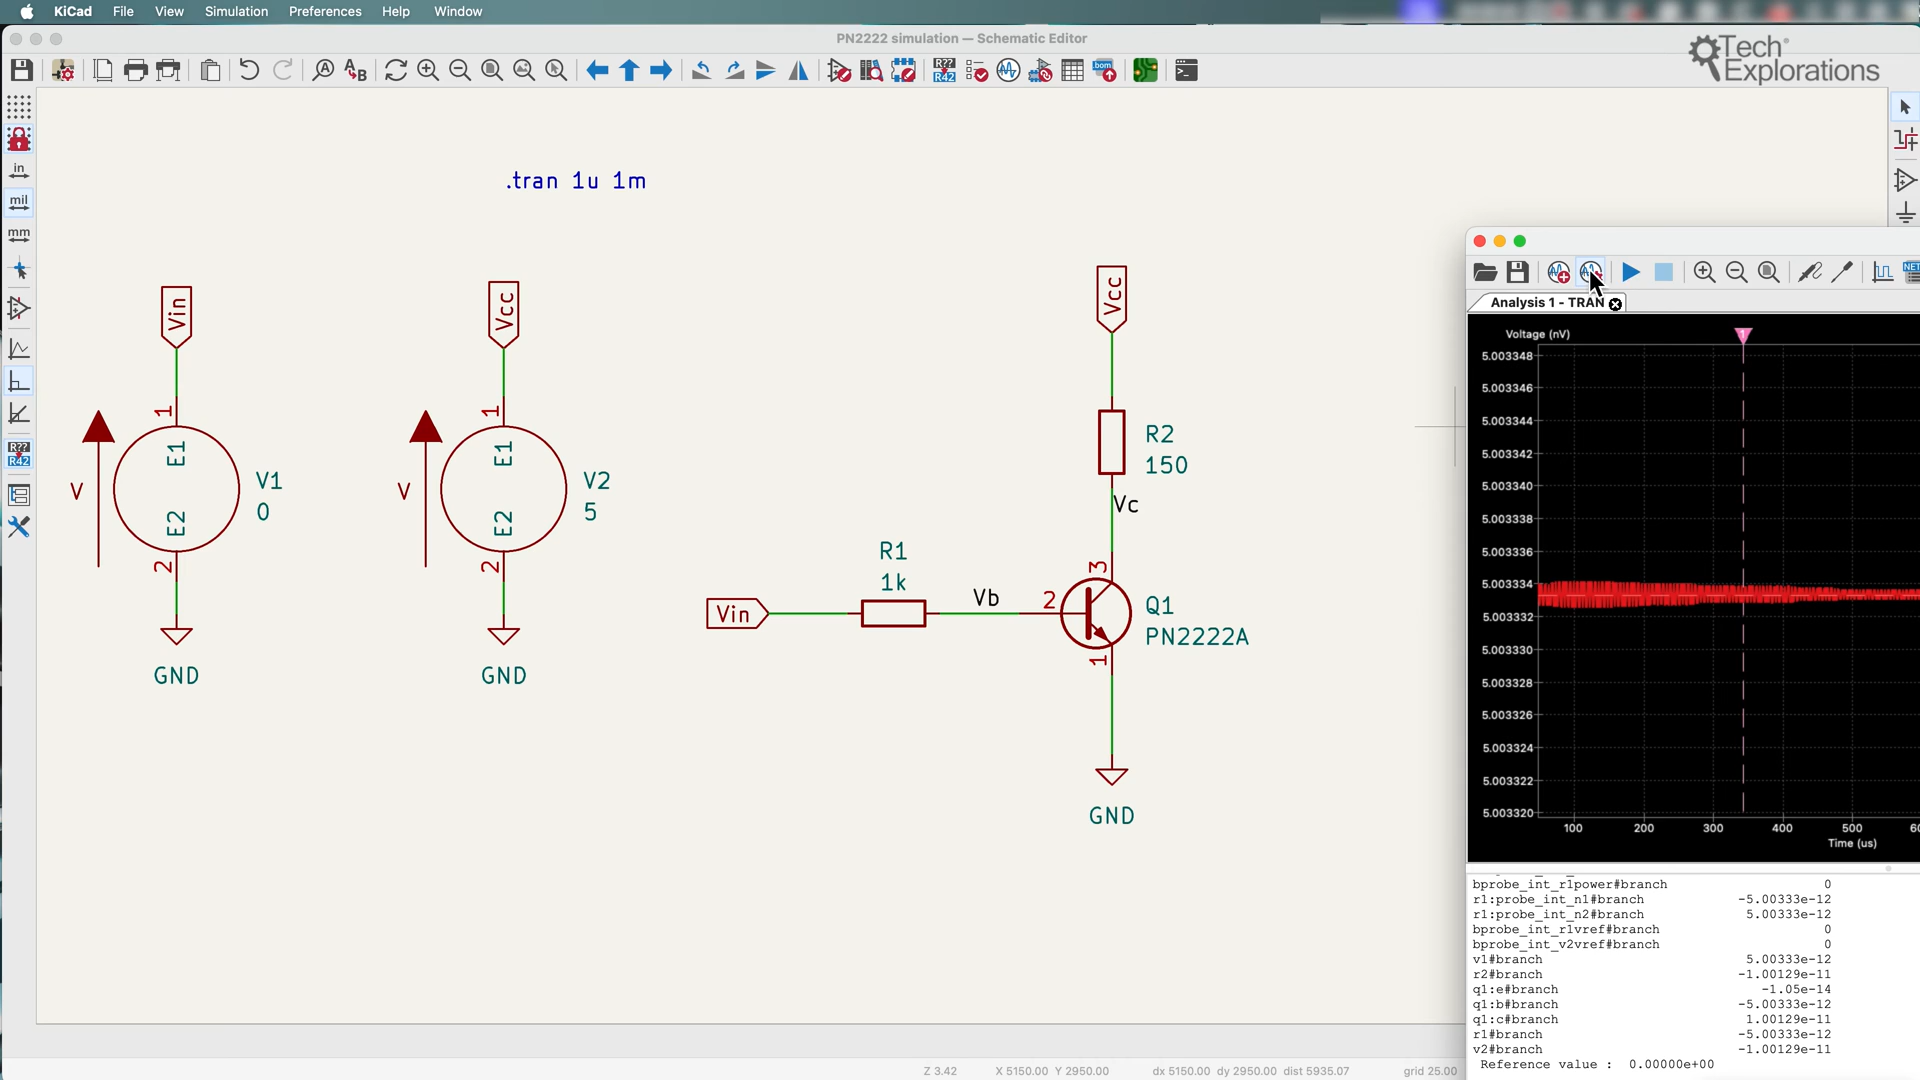 KiCad File View Simulation Preferences Help Window
PN2222 simulation — Schematic Editor
Tech
Explorations
in
mil
mm
R??
R42
R??
R42
bom
.tran 1u 1m
Vin
Vcc
Vcc
1
E1
V
V1
0
E2
2
GND
1
E1
V
V2
5
E2
2
GND
R2
150
Vc
R1
1k
Vin
Vb
2
3
Q1
PN2222A
1
GND
NET
Analysis 1 - TRAN
Voltage (nV)
1
5.003348
5.003346
5.003344
5.003342
5.003340
5.003338
5.003336
5.003334
5.003332
5.003330
5.003328
5.003326
5.003324
5.003322
5.003320
100 200 300 400 500
Time (us)
bprobe_int_r1power#branch 0
r1:probe_int_n1#branch -5.00333e-12
r1:probe_int_n2#branch 5.00333e-12
bprobe_int_r1vref#branch 0
bprobe_int_v2vref#branch 0
v1#branch 5.00333e-12
r2#branch -1.00129e-11
q1:e#branch -1.05e-14
q1:b#branch -5.00333e-12
q1:c#branch 1.00129e-11
r1#branch -5.00333e-12
v2#branch -1.00129e-11
Reference value : 0.00000e+00
Z 3.42 X 5150.00 Y 2950.00 dx 5150.00 dy 2950.00 dist 5935.07 grid 25.00